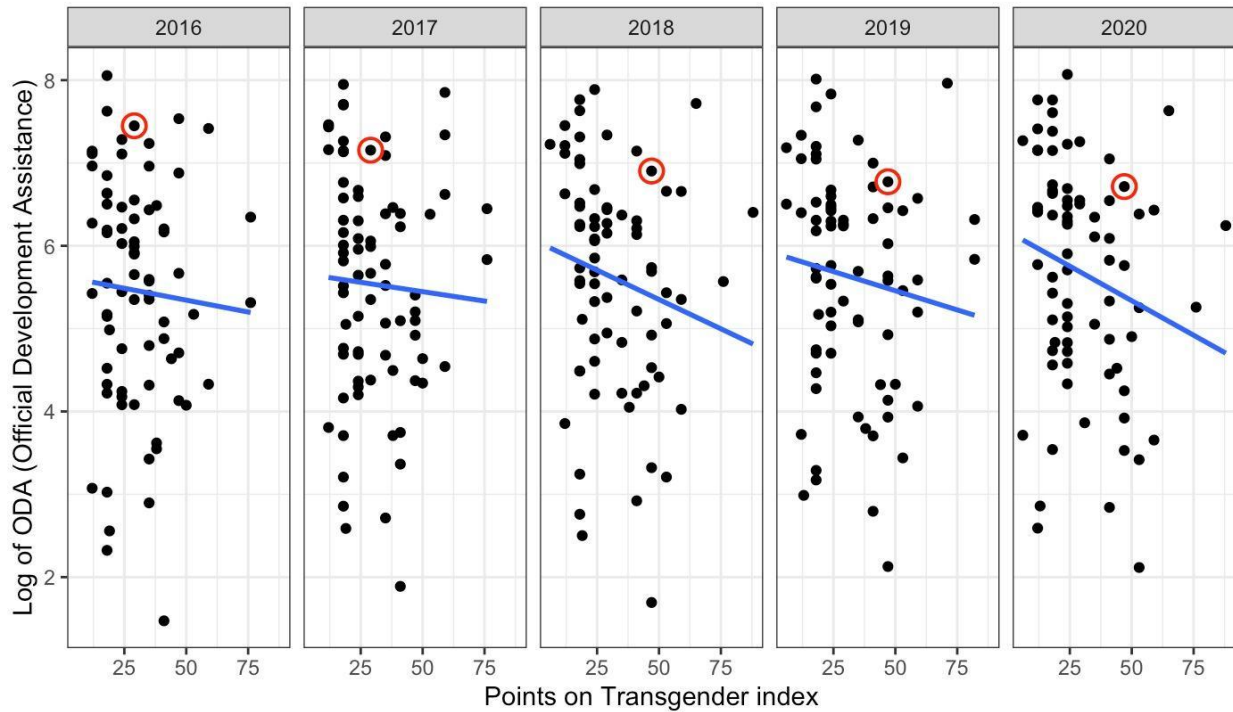 2016 2017 2018 2019 2020
8
6
4
2
Log of ODA (Official Development Assistance)
25 50 75 25 50 75 25 50 75 25 50 75 25 50 75
Points on Transgender index